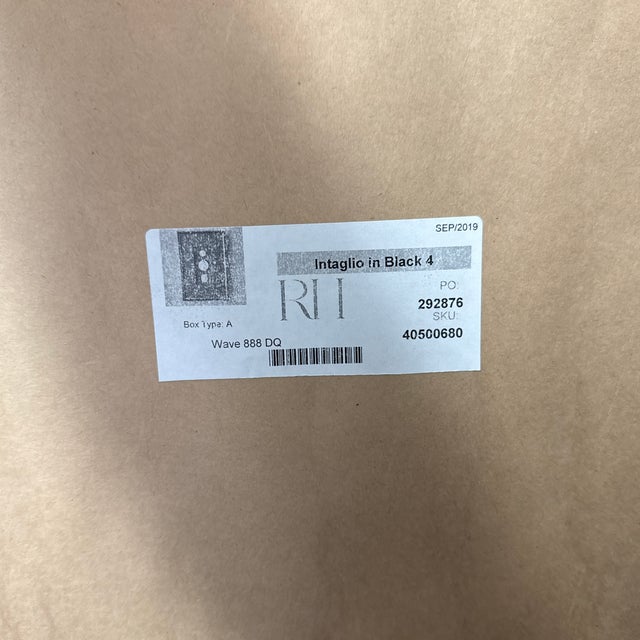 SEP/2019
Intaglio in Black 4
RH
PO:
292876
SKU:
40500680
Box Type: A
Wave 888 DQ